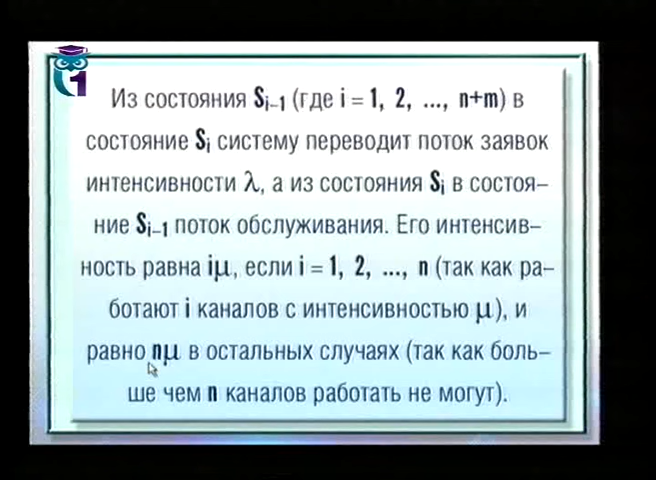 1
Из состояния Si–1 (где i = 1, 2, ..., n+m) в
состояние Si систему переводит поток заявок
интенсивности λ, а из состояния Si в состоя–
ние Si–1 поток обслуживания. Его интенсив–
ность равна iμ, если i = 1, 2, ..., n (так как ра–
ботают i каналов с интенсивностью μ), и
равно nμ в остальных случаях (так как боль–
ше чем n каналов работать не могут).